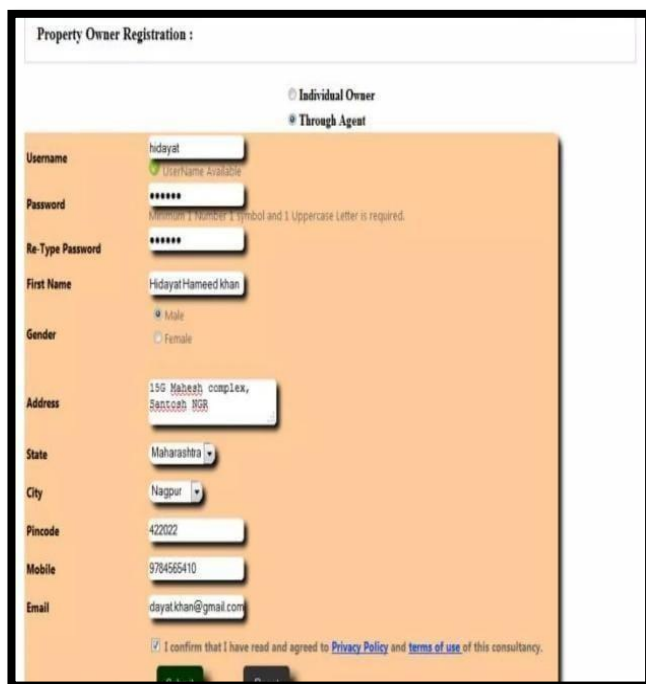 Property Owner Registration :
Individual Owner
Through Agent
Username hidayat
UserName Available
Password ••••••
Minimum 1 Number 1 symbol and 1 Uppercase Letter is required.
Re-Type Password ••••••
First Name Hidayat Hameed khan
Male
Gender
Female
Address 15G Mahesh complex,
Santosh NGR
State Maharashtra
City Nagpur
Pincode 422022
Mobile 9784565410
Email dayat.khan@gmail.com
I confirm that I have read and agreed to Privacy Policy and terms of use of this consultancy.